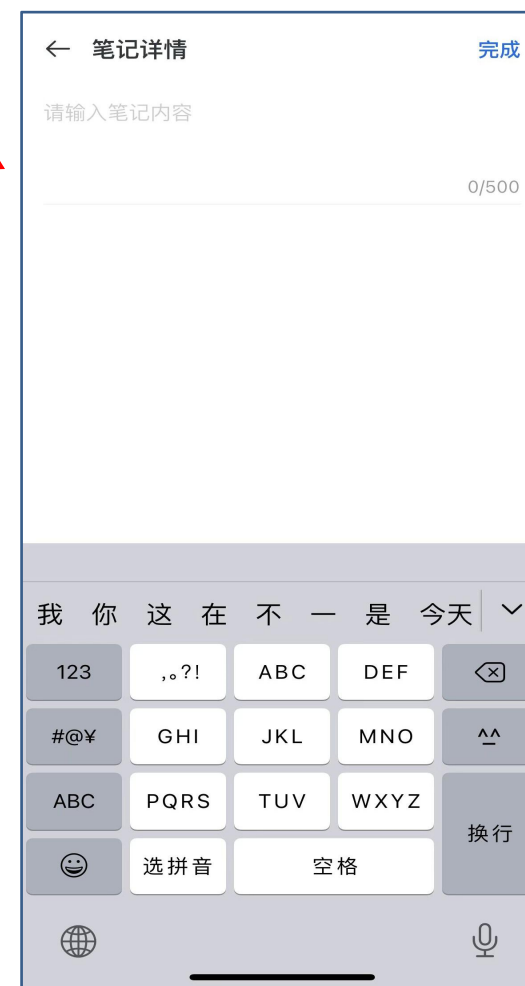 笔记详情 完成
请输入笔记内容
0/500
我 你 这 在 不 一 是 今天
123 ,。?! ABC DEF
#@¥ GHI JKL MNO ^^
ABC PQRS TUV WXYZ 换行
选拼音 空格